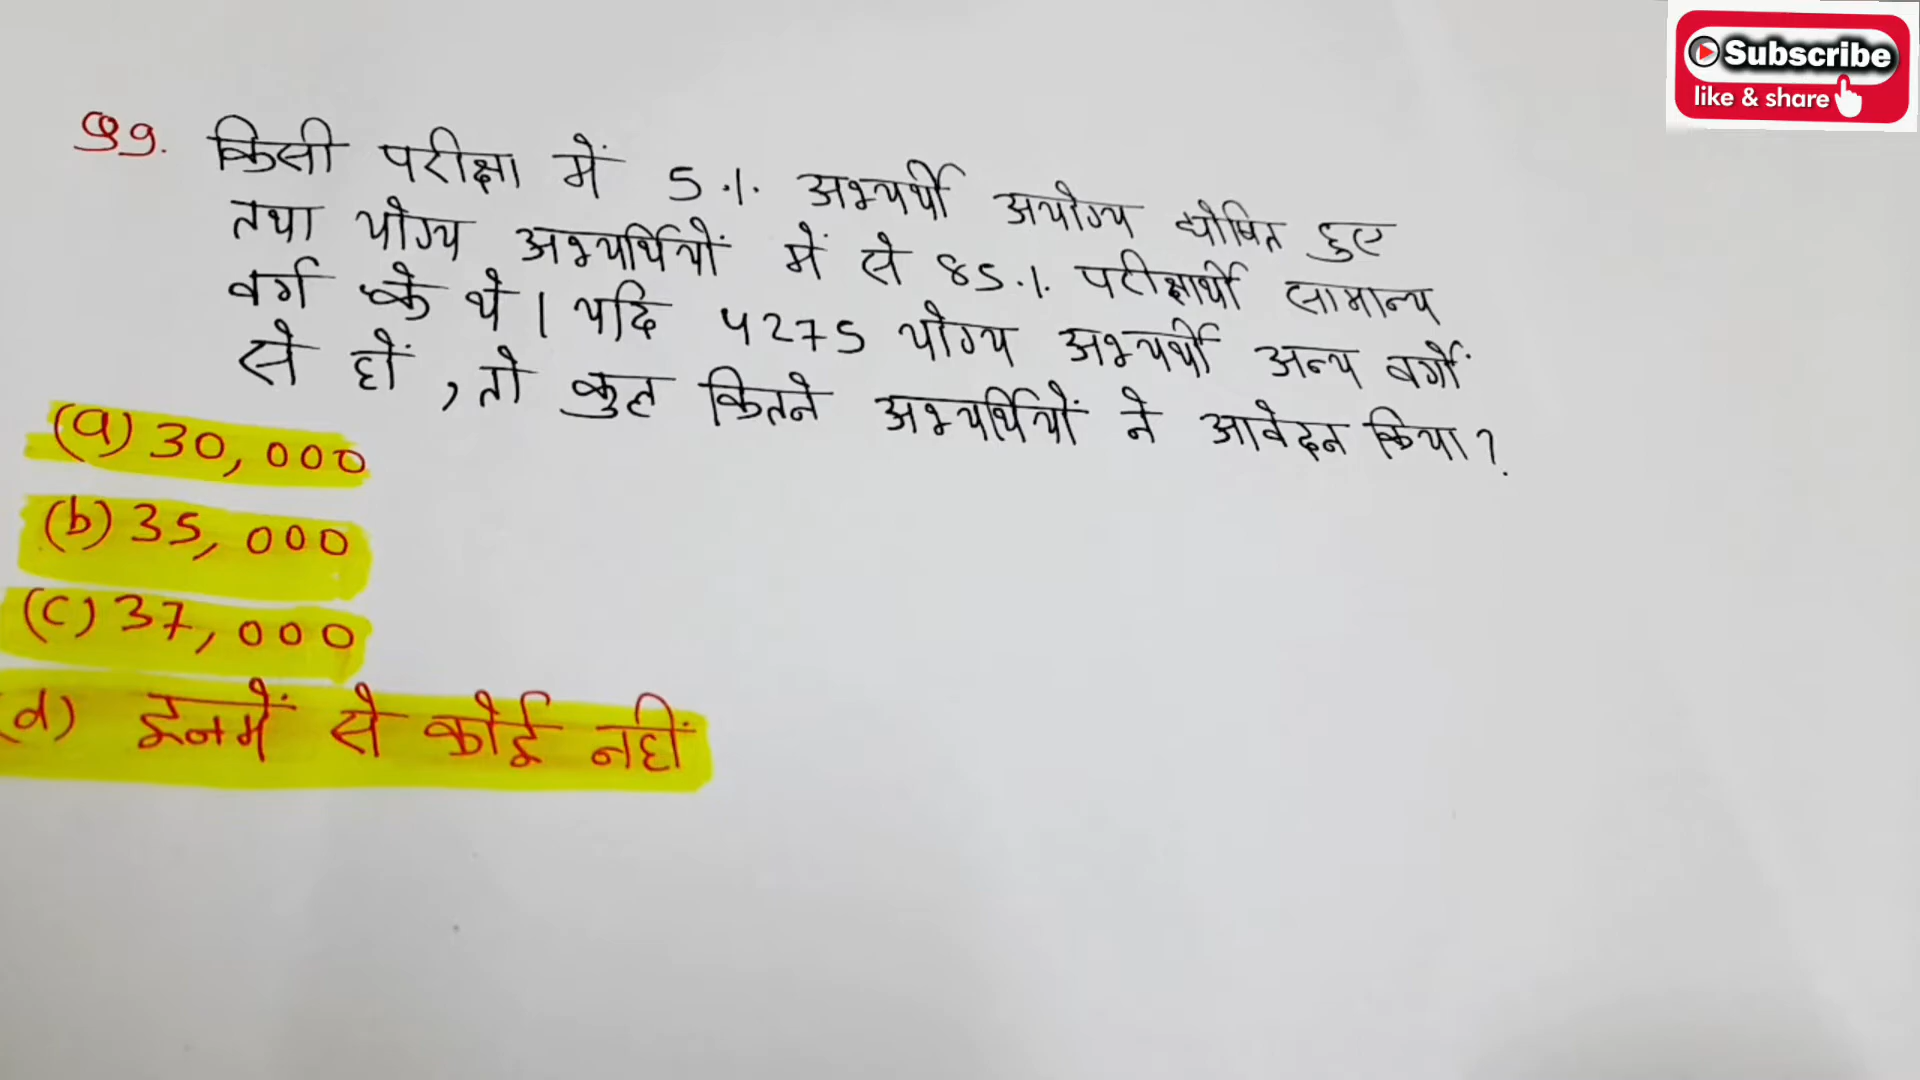 Subscribe
like & share
Q9. किसी परीक्षा में 5% अभ्यर्थी अयोग्य घोषित हुए
तथा योग्य अभ्यर्थियों में से 85% परीक्षार्थी सामान्य
वर्ग के थे। यदि 4275 योग्य अभ्यर्थी अन्य वर्गों
से हों, तो कुल कितने अभ्यर्थियों ने आवेदन किया?
(a) 30,000
(b) 35,000
(c) 37,000
(d) इनमें से कोई नहीं